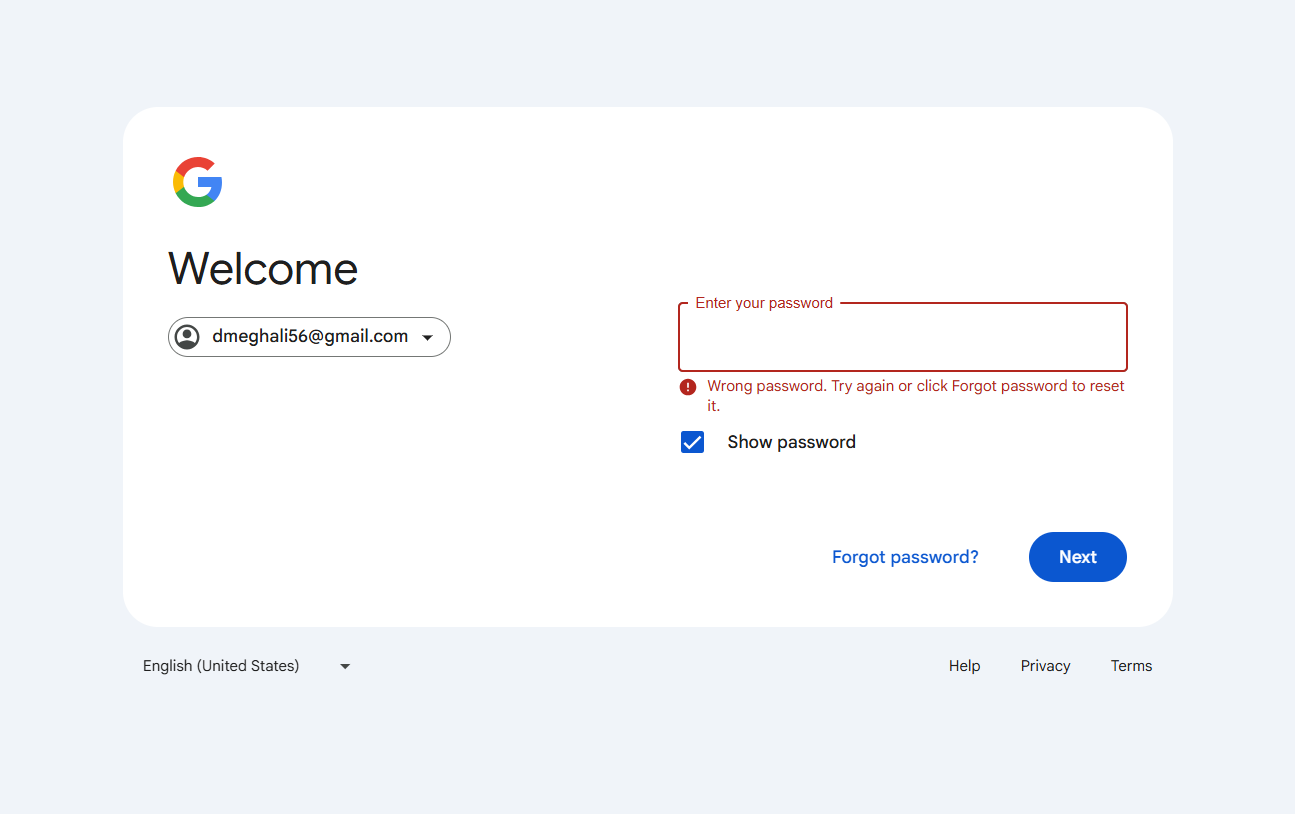 Welcome
dmeghali56@gmail.com
Enter your password
Wrong password. Try again or click Forgot password to reset
it.
Show password
Forgot password?
Next
English (United States)
Help
Privacy
Terms